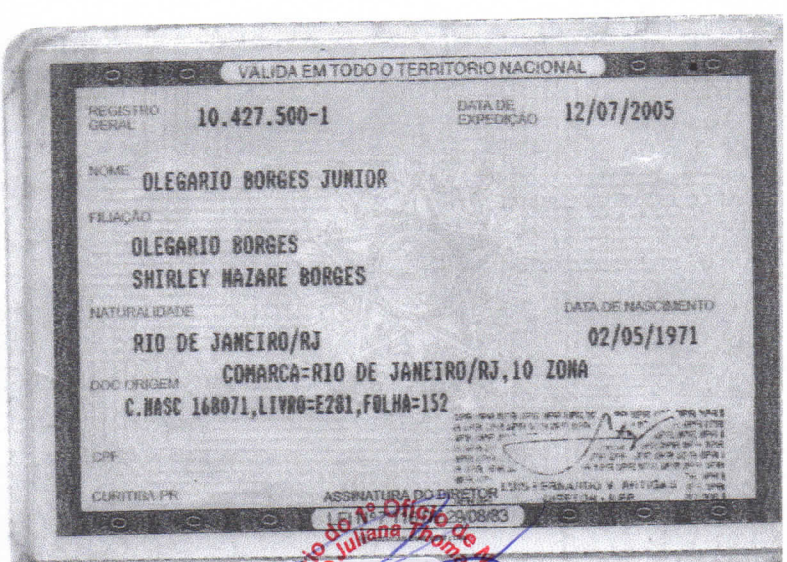 VÁLIDA EM TODO O TERRITÓRIO NACIONAL
REGISTRO GERAL 10.427.500-1 DATA DE EXPEDIÇÃO 12/07/2005
NOME OLEGARIO BORGES JUNIOR
FILIAÇÃO
OLEGARIO BORGES
SHIRLEY NAZARE BORGES
NATURALIDADE DATA DE NASCIMENTO
RIO DE JANEIRO/RJ 02/05/1971
DOC ORIGEM COMARCA=RIO DE JANEIRO/RJ,10 ZONA
C.NASC 168071,LIVRO=E281,FOLHA=152
CPF
CURITIBA-PR
ASSINATURA DO DIRETOR
29/08/83
do 1º Ofício de
Juliana